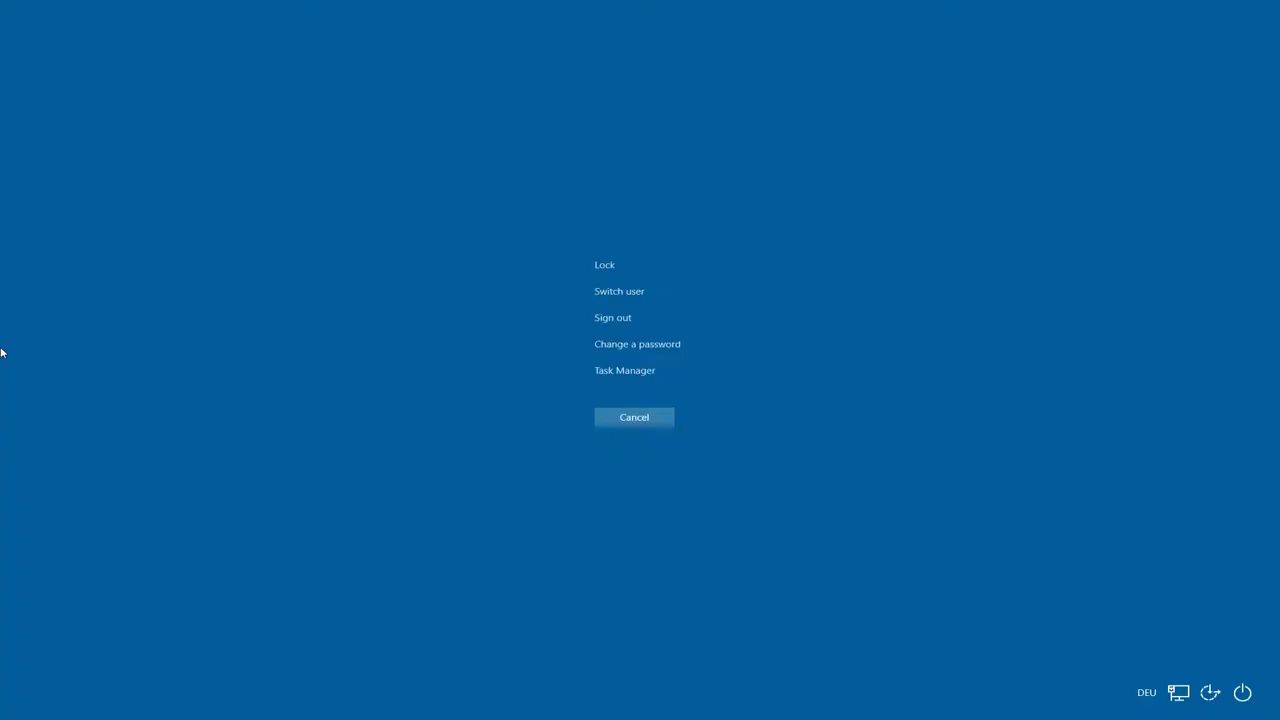 Lock
Switch user
Sign out
Change a password
Task Manager
Cancel
DEU